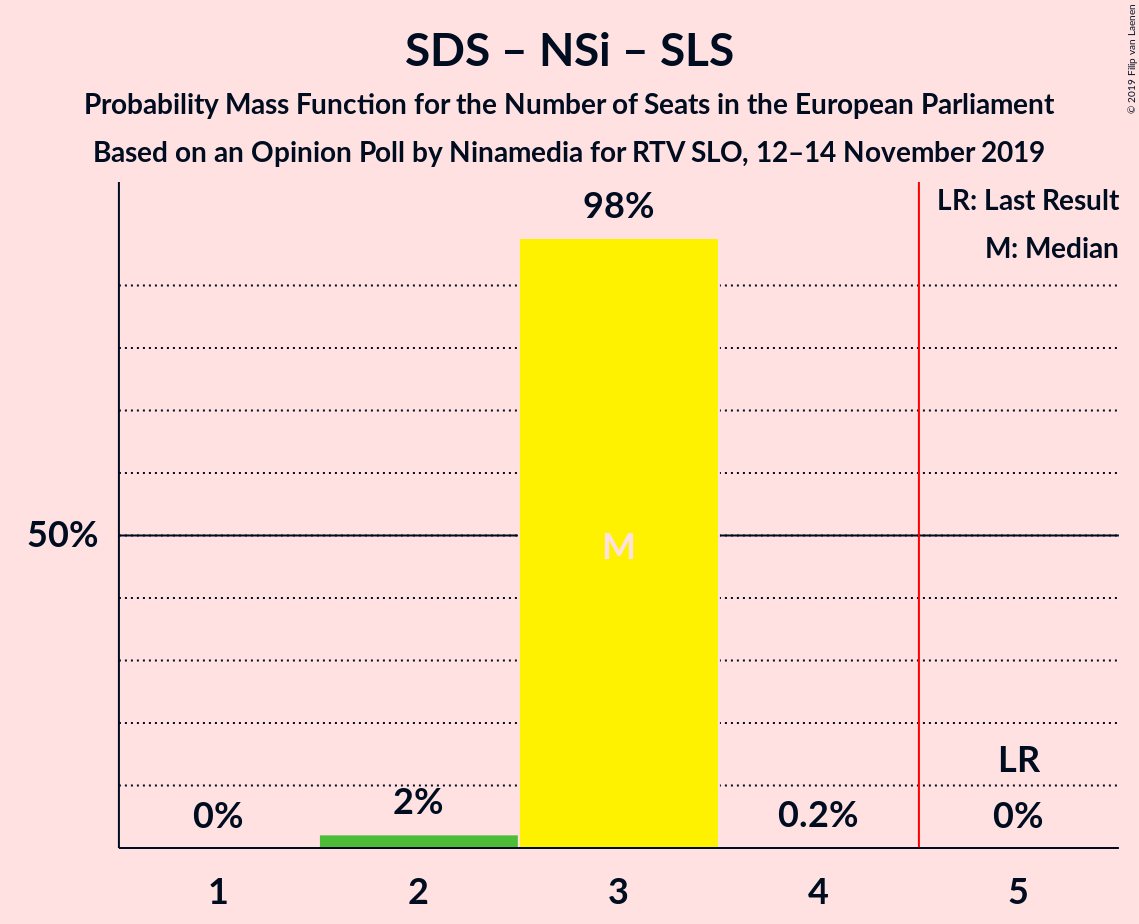 SDS – NSi – SLS
Probability Mass Function for the Number of Seats in the European Parliament
Based on an Opinion Poll by Ninamedia for RTV SLO, 12–14 November 2019
© 2019 Filip van Laenen
LR: Last Result
M: Median
98%
50%
M
LR
0%
2%
0.2%
0%
1 2 3 4 5